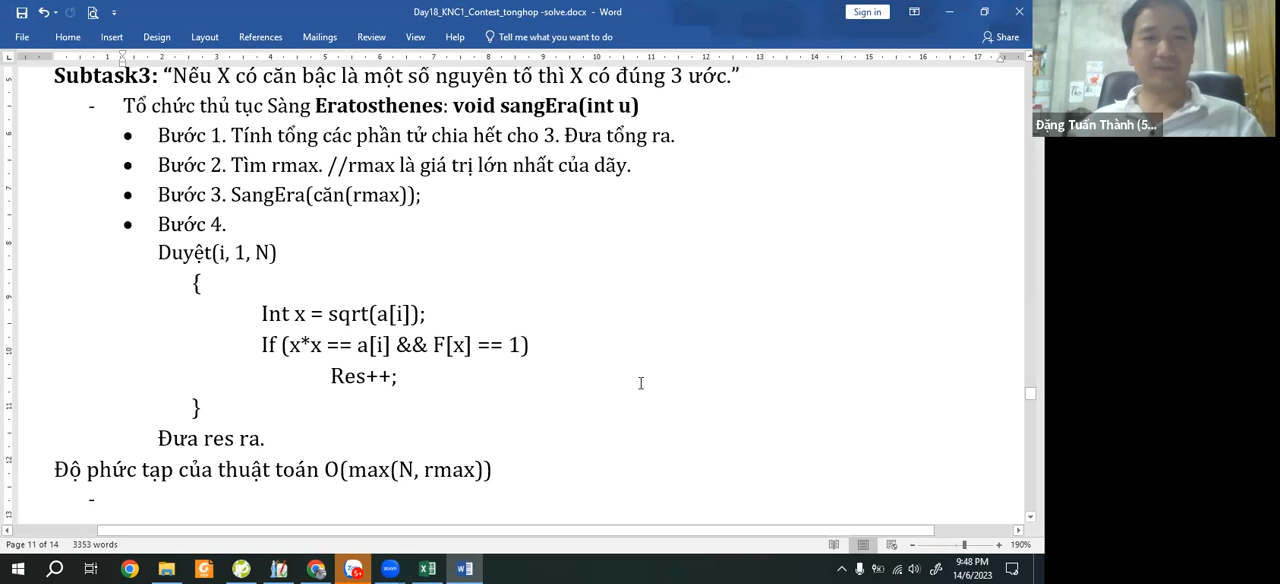 Day18_KNC1_Contest_tonghop -solve.docx - Word
Sign in
File Home Insert Design Layout References Mailings Review View Help Tell me what you want to do Share
Subtask3: “Nếu X có căn bậc là một số nguyên tố thì X có đúng 3 ước.”
- Tổ chức thủ tục Sàng Eratosthenes: void sangEra(int u)
• Bước 1. Tính tổng các phần tử chia hết cho 3. Đưa tổng ra.
• Bước 2. Tìm rmax. //rmax là giá trị lớn nhất của dãy.
• Bước 3. SangEra(căn(rmax));
• Bước 4.
Duyệt(i, 1, N)
{
Int x = sqrt(a[i]);
If (x*x == a[i] && F[x] == 1)
Res++;
}
Đưa res ra.
Độ phức tạp của thuật toán O(max(N, rmax))
-
Đặng Tuấn Thành (5...
Page 11 of 14 3353 words
190%
9:48 PM
14/6/2023